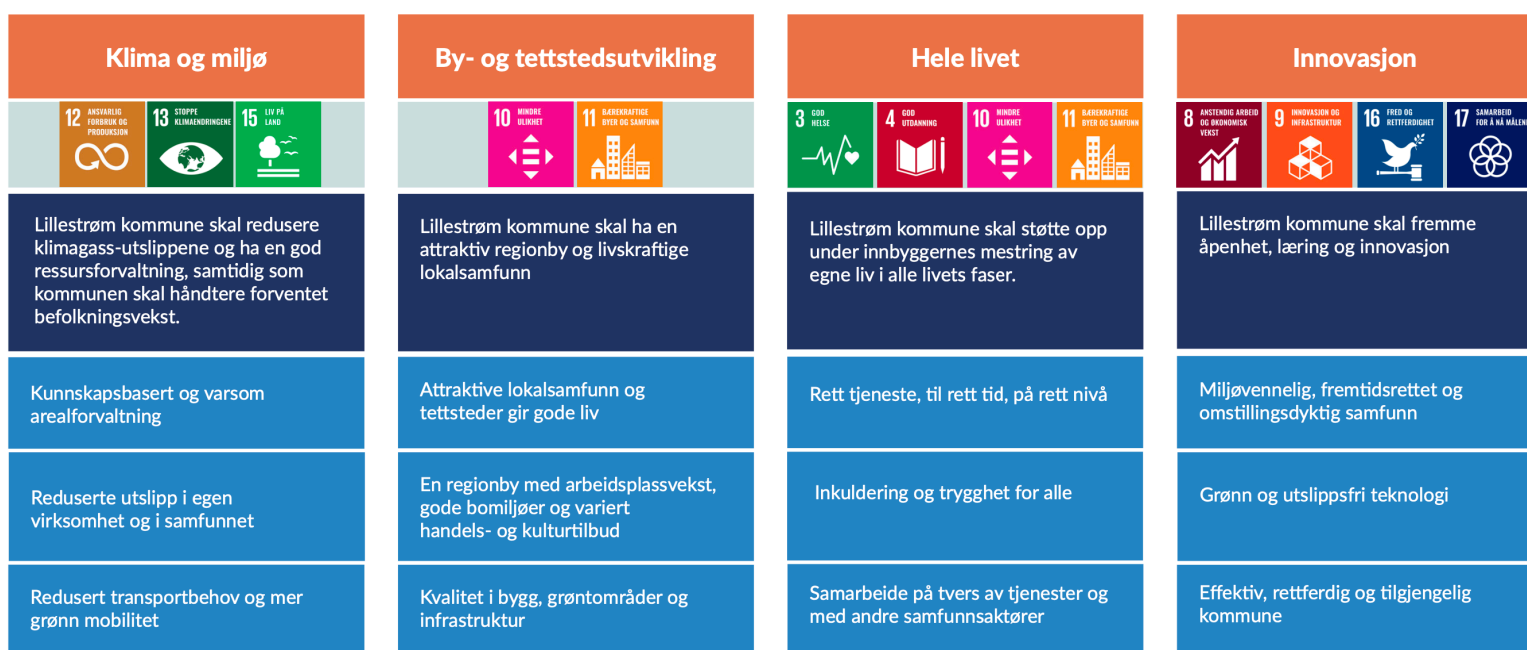 Klima og miljø
12 ANSVARLIG
FORBRUK OG
PRODUKSJON
13 STOPPE
KLIMAENDRINGENE
15 LIV PÅ
LAND
Lillestrøm kommune skal redusere
klimagass-utslippene og ha en god
ressursforvaltning, samtidig som
kommunen skal håndtere forventet
befolkningsvekst.
Kunnskapsbasert og varsom
arealforvaltning
Reduserte utslipp i egen
virksomhet og i samfunnet
Redusert transportbehov og mer
grønn mobilitet
By- og tettstedsutvikling
10 MINDRE
ULIKHET
11 BÆREKRAFTIGE
BYER OG SAMFUNN
Lillestrøm kommune skal ha en
attraktiv regionby og livskraftige
lokalsamfunn
Attraktive lokalsamfunn og
tettsteder gir gode liv
En regionby med arbeidsplassvekst,
gode bomiljøer og variert
handels- og kulturtilbud
Kvalitet i bygg, grøntområder og
infrastruktur
Hele livet
3 GOD
HELSE
4 GOD
UTDANNING
10 MINDRE
ULIKHET
11 BÆREKRAFTIGE
BYER OG SAMFUNN
Lillestrøm kommune skal støtte opp
under innbyggernes mestring av
egne liv i alle livets faser.
Rett tjeneste, til rett tid, på rett nivå
Inkuldering og trygghet for alle
Samarbeide på tvers av tjenester og
med andre samfunnsaktører
Innovasjon
8 ANSTENDIG ARBEID
OG ØKONOMISK
VEKST
9 INNOVASJON OG
INFRASTRUKTUR
16 FRED OG
RETTFERDIGHET
17 SAMARBEID
FOR Å NÅ MÅLENE
Lillestrøm kommune skal fremme
åpenhet, læring og innovasjon
Miljøvennelig, fremtidsrettet og
omstillingsdyktig samfunn
Grønn og utslippsfri teknologi
Effektiv, rettferdig og tilgjengelig
kommune